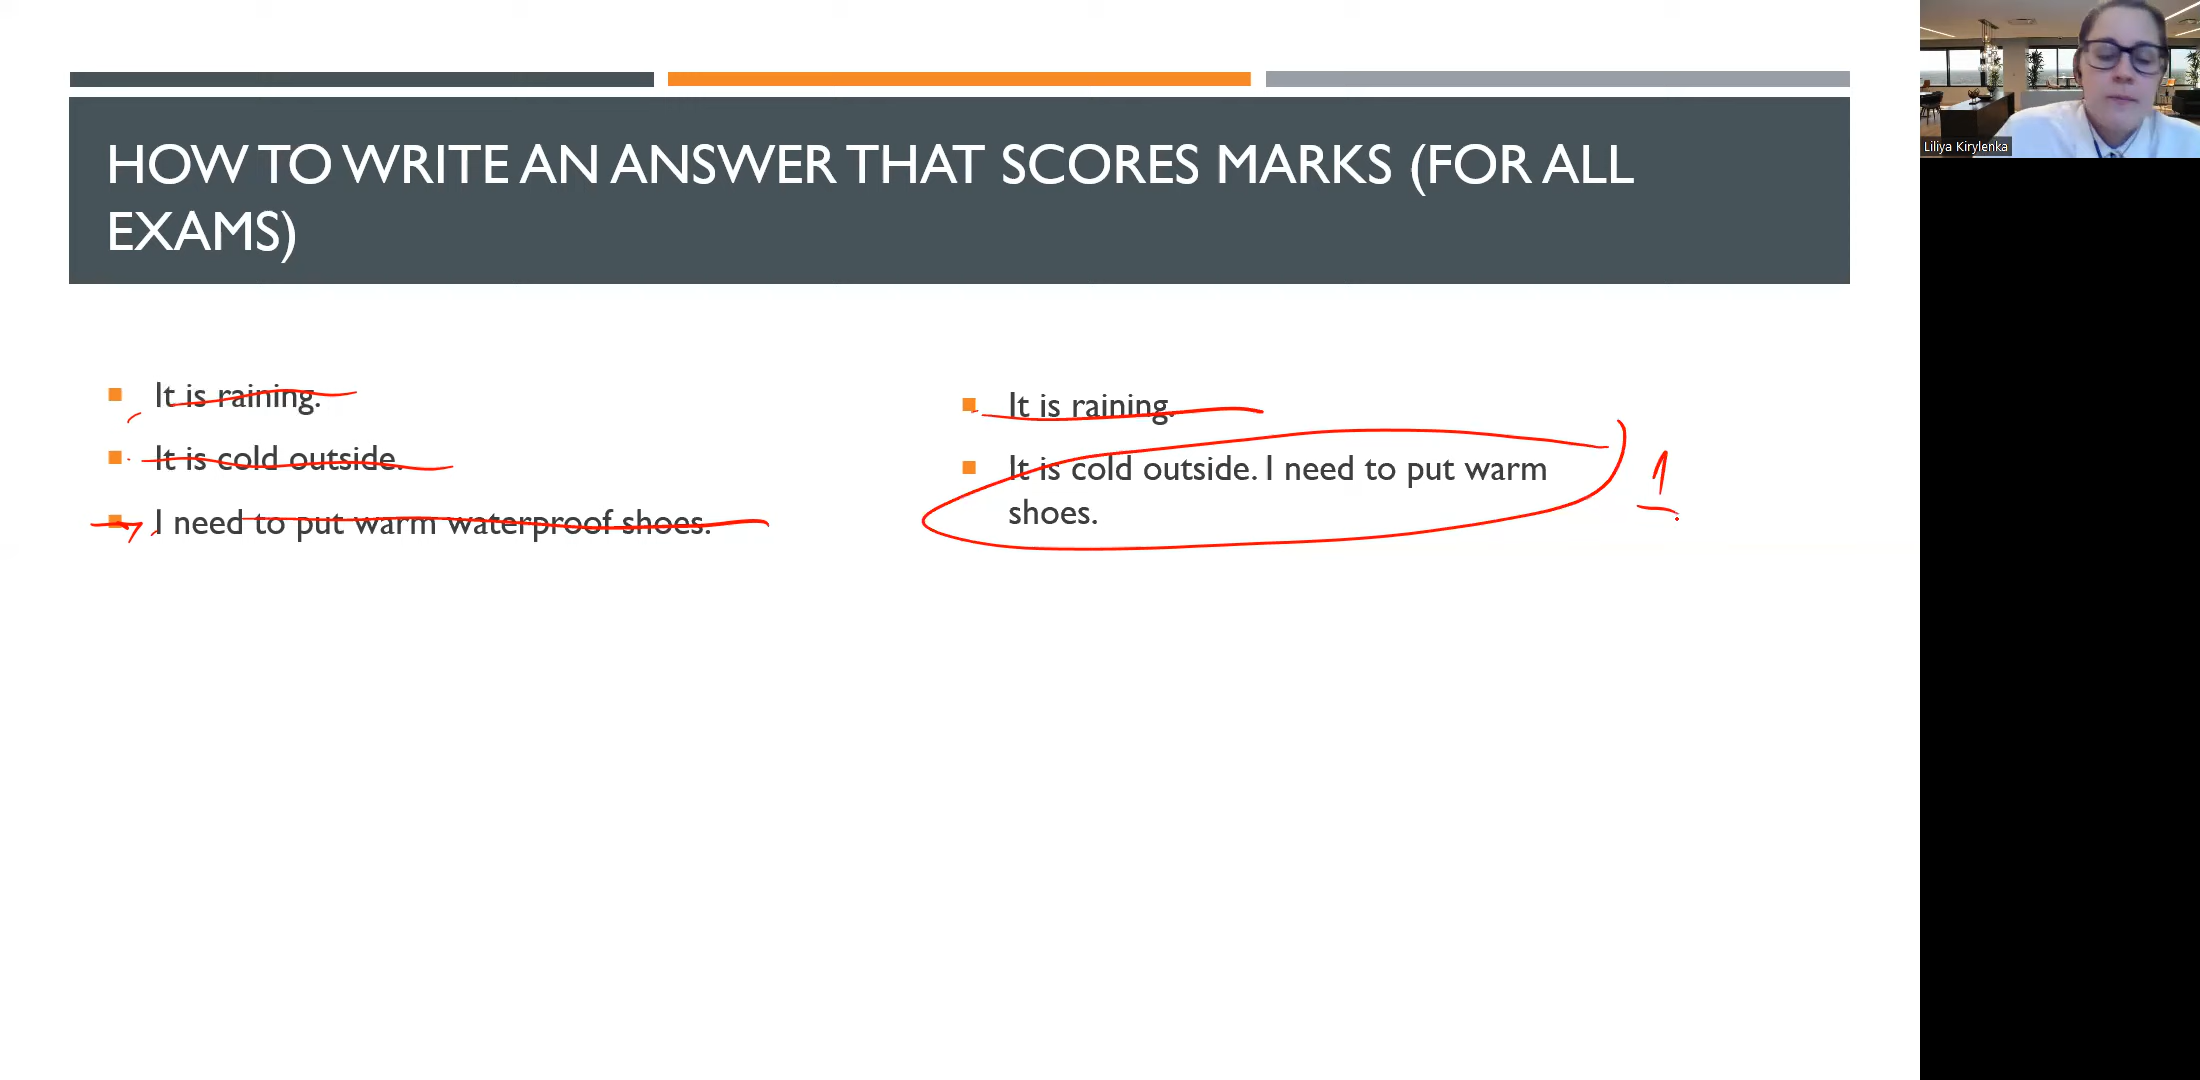 HOW TO WRITE AN ANSWER THAT SCORES MARKS (FOR ALL
EXAMS)
It is raining.
It is cold outside.
I need to put warm waterproof shoes.
It is raining.
It is cold outside. I need to put warm
shoes.
1
Liliya Kirylenka